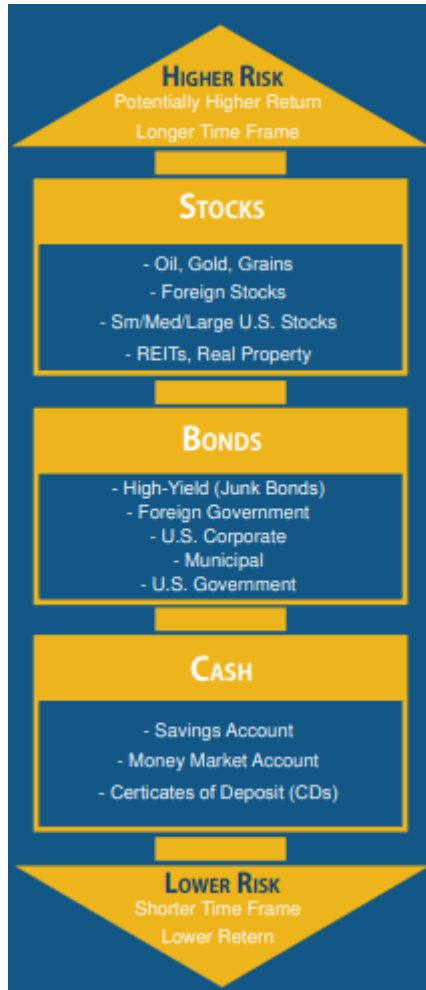 HIGHER RISK
Potentially Higher Return
Longer Time Frame
STOCKS
- Oil, Gold, Grains
- Foreign Stocks
- Sm/Med/Large U.S. Stocks
- REITs, Real Property
BONDS
- High-Yield (Junk Bonds)
- Foreign Government
- U.S. Corporate
- Municipal
- U.S. Government
CASH
- Savings Account
- Money Market Account
- Certicates of Deposit (CDs)
LOWER RISK
Shorter Time Frame
Lower Retern